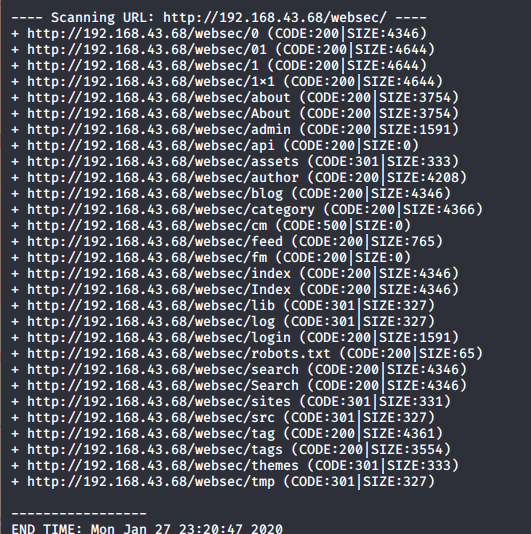 ---- Scanning URL: http://192.168.43.68/websec/ ----
+ http://192.168.43.68/websec/0 (CODE:200|SIZE:4346)
+ http://192.168.43.68/websec/01 (CODE:200|SIZE:4644)
+ http://192.168.43.68/websec/1 (CODE:200|SIZE:4644)
+ http://192.168.43.68/websec/1×1 (CODE:200|SIZE:4644)
+ http://192.168.43.68/websec/about (CODE:200|SIZE:3754)
+ http://192.168.43.68/websec/About (CODE:200|SIZE:3754)
+ http://192.168.43.68/websec/admin (CODE:200|SIZE:1591)
+ http://192.168.43.68/websec/api (CODE:200|SIZE:0)
+ http://192.168.43.68/websec/assets (CODE:301|SIZE:333)
+ http://192.168.43.68/websec/author (CODE:200|SIZE:4208)
+ http://192.168.43.68/websec/blog (CODE:200|SIZE:4346)
+ http://192.168.43.68/websec/category (CODE:200|SIZE:4366)
+ http://192.168.43.68/websec/cm (CODE:500|SIZE:0)
+ http://192.168.43.68/websec/feed (CODE:200|SIZE:765)
+ http://192.168.43.68/websec/fm (CODE:200|SIZE:0)
+ http://192.168.43.68/websec/index (CODE:200|SIZE:4346)
+ http://192.168.43.68/websec/Index (CODE:200|SIZE:4346)
+ http://192.168.43.68/websec/lib (CODE:301|SIZE:327)
+ http://192.168.43.68/websec/log (CODE:301|SIZE:327)
+ http://192.168.43.68/websec/login (CODE:200|SIZE:1591)
+ http://192.168.43.68/websec/robots.txt (CODE:200|SIZE:65)
+ http://192.168.43.68/websec/search (CODE:200|SIZE:4346)
+ http://192.168.43.68/websec/Search (CODE:200|SIZE:4346)
+ http://192.168.43.68/websec/sites (CODE:301|SIZE:331)
+ http://192.168.43.68/websec/src (CODE:301|SIZE:327)
+ http://192.168.43.68/websec/tag (CODE:200|SIZE:4361)
+ http://192.168.43.68/websec/tags (CODE:200|SIZE:3554)
+ http://192.168.43.68/websec/themes (CODE:301|SIZE:333)
+ http://192.168.43.68/websec/tmp (CODE:301|SIZE:327)
-----------------
END TIME: Mon Jan 27 23:20:47 2020